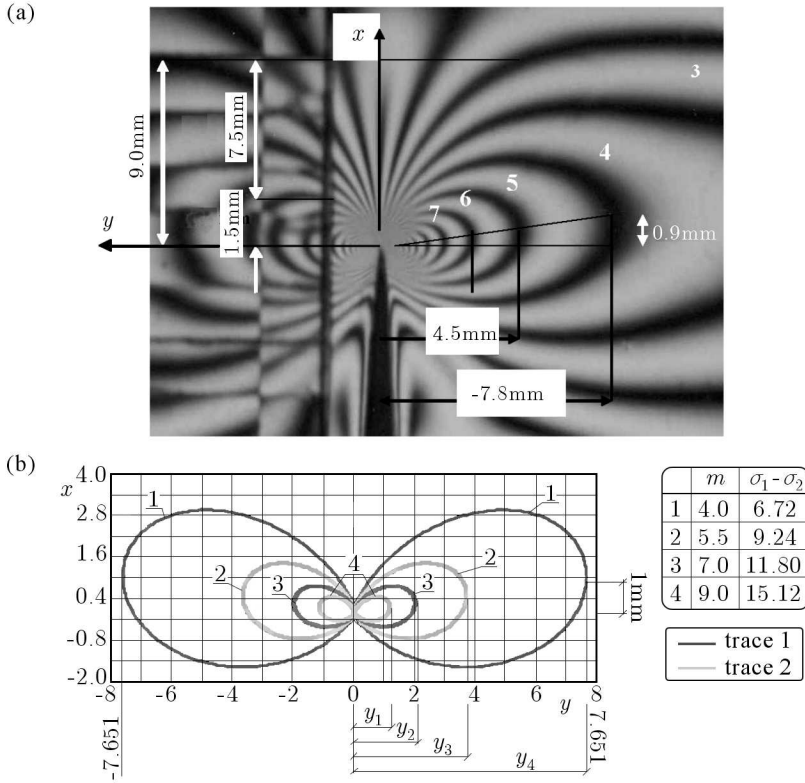 (a)
x
3
9.0mm
7.5mm
4
5
6
7
y
1.5mm
0.9mm
4.5mm
-7.8mm
(b)
x
4.0
2.8
1.6
0.4
-0.8
-2.0
1
1
2
2
3
3
4
1mm
-8 -6 -4 -2 0 2 4 6 8
y
-7.651
7.651
y1
y2
y3
y4
m σ1 - σ2
1 4.0 6.72
2 5.5 9.24
3 7.0 11.80
4 9.0 15.12
trace 1
trace 2